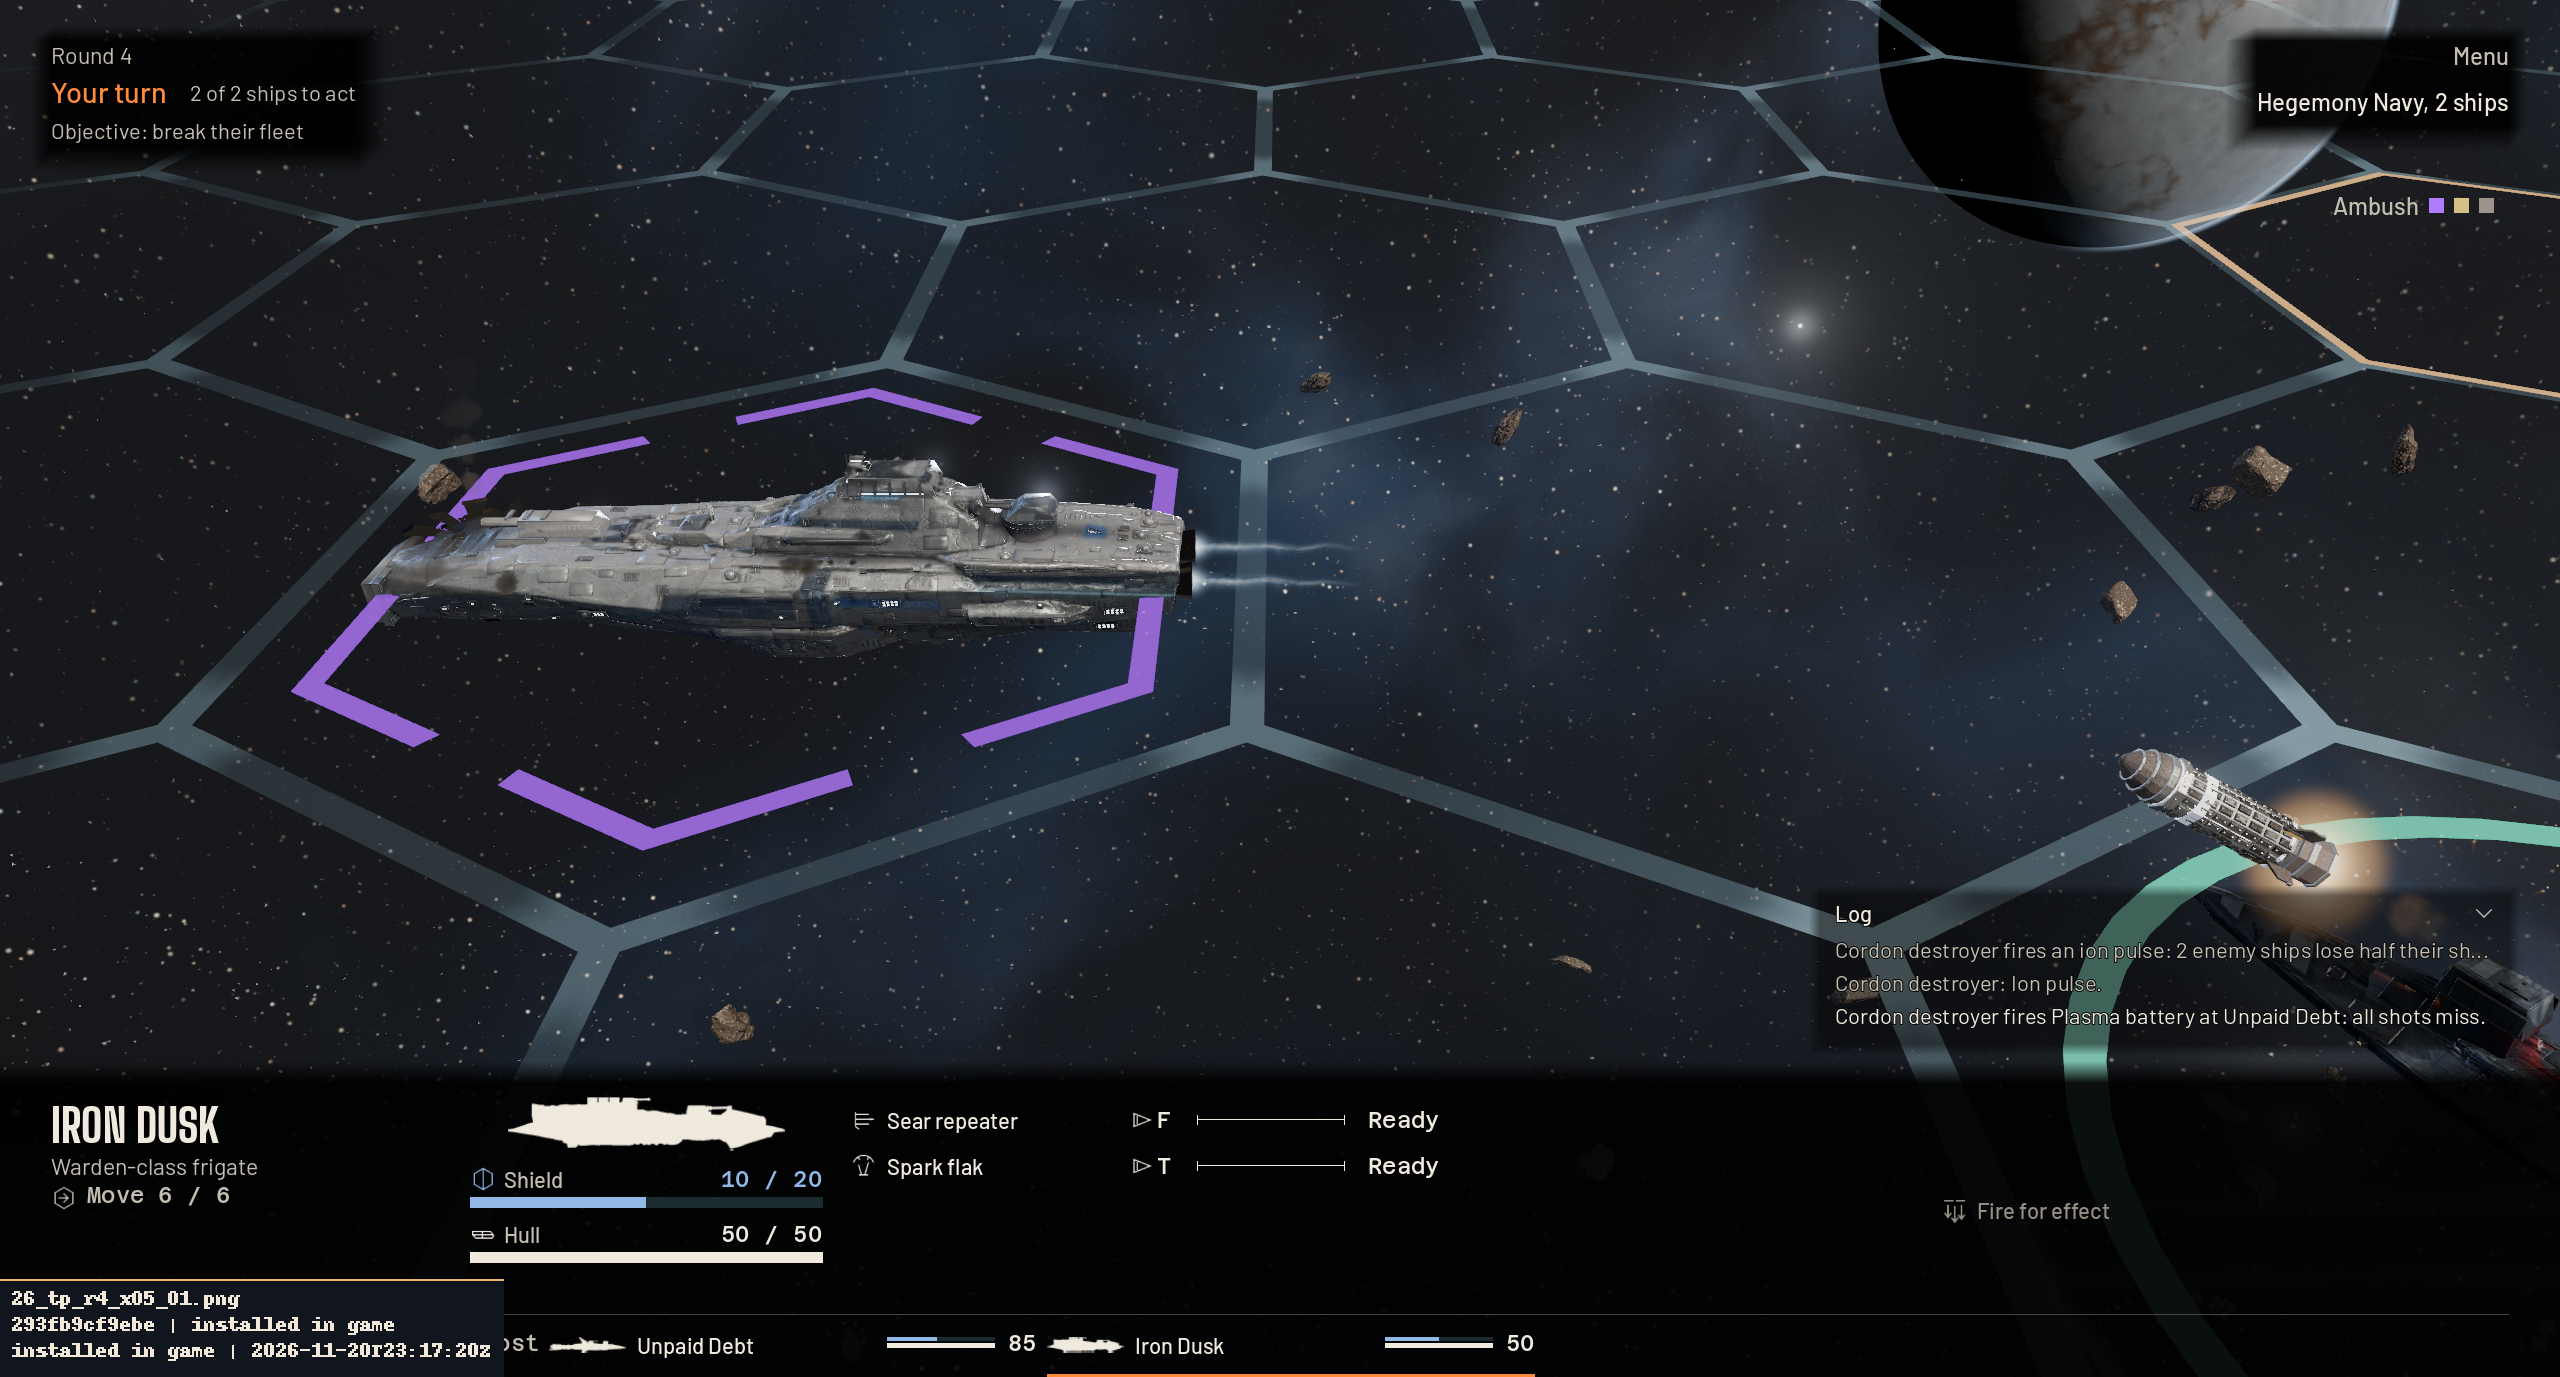 Round 4
Your turn 2 of 2 ships to act
Objective: break their fleet
Menu
Hegemony Navy, 2 ships
Ambush
Log
Cordon destroyer fires an ion pulse: 2 enemy ships lose half their sh...
Cordon destroyer: Ion pulse.
Cordon destroyer fires Plasma battery at Unpaid Debt: all shots miss.
IRON DUSK
Warden-class frigate
Move 6 / 6
Shield 10 / 20
Hull 50 / 50
Sear repeater F Ready
Spark flak T Ready
Fire for effect
26_tp_r4_x05_01.png
293fb9cf9ebe | installed in game
installed in game | 2026-11-20T23:17:20Z
ost Unpaid Debt 85 Iron Dusk 50